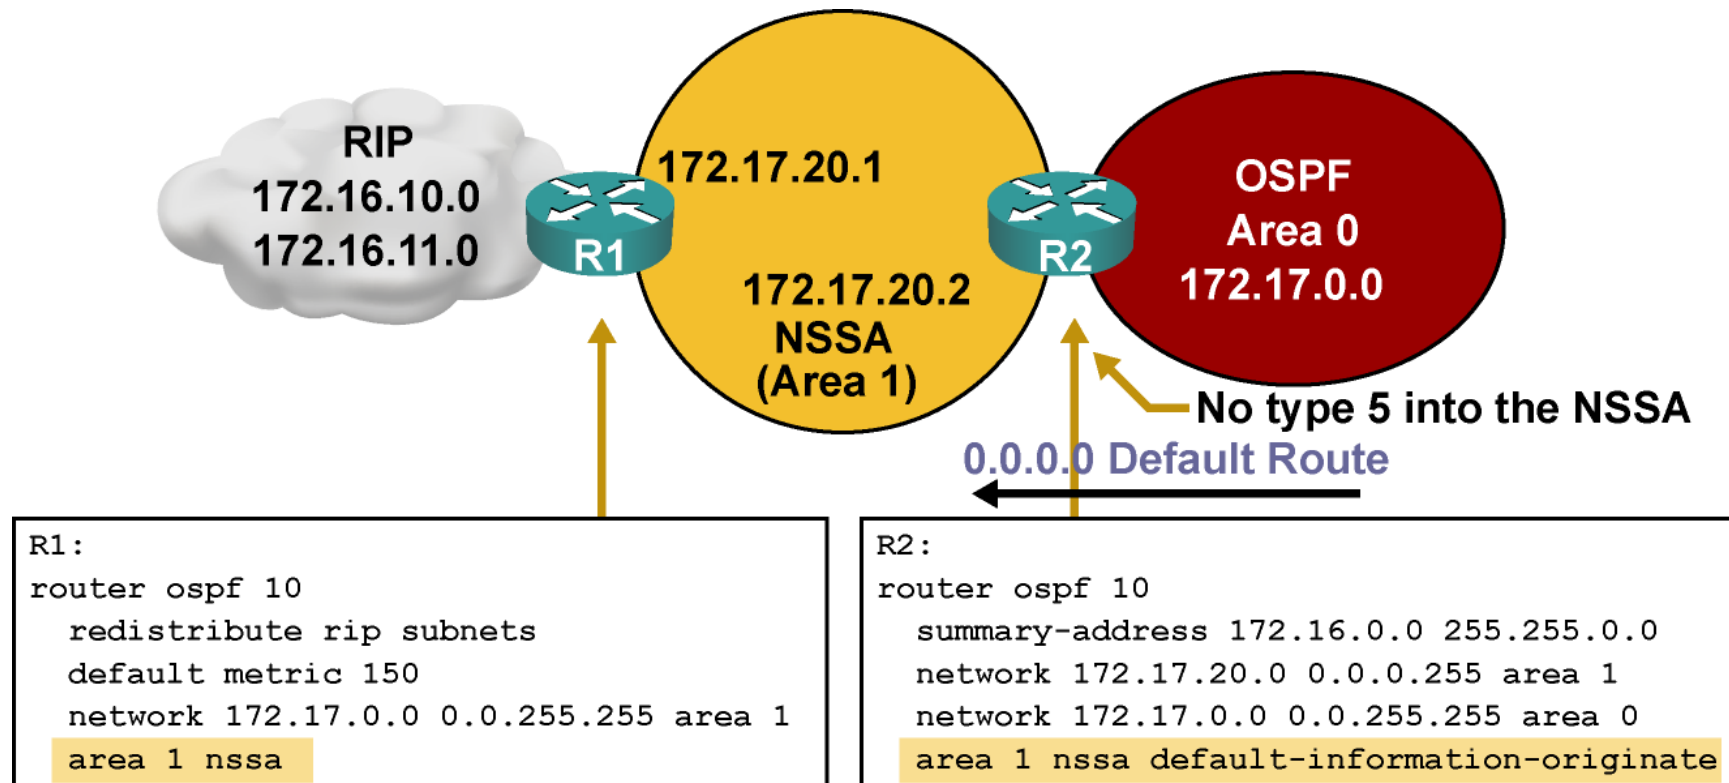 RIP
172.16.10.0
172.16.11.0
R1
172.17.20.1
172.17.20.2
NSSA
(Area 1)
R2
OSPF
Area 0
172.17.0.0
No type 5 into the NSSA
0.0.0.0 Default Route
R1:
router ospf 10
redistribute rip subnets
default metric 150
network 172.17.0.0 0.0.255.255 area 1
area 1 nssa
R2:
router ospf 10
summary-address 172.16.0.0 255.255.0.0
network 172.17.20.0 0.0.0.255 area 1
network 172.17.0.0 0.0.255.255 area 0
area 1 nssa default-information-originate